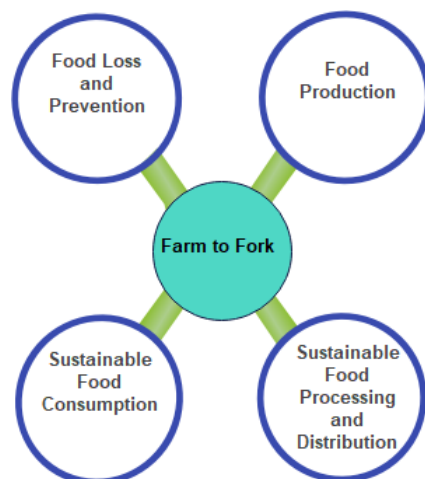 Food Loss
and
Prevention
Food
Production
Farm to Fork
Sustainable
Food
Consumption
Sustainable
Food
Processing
and
Distribution